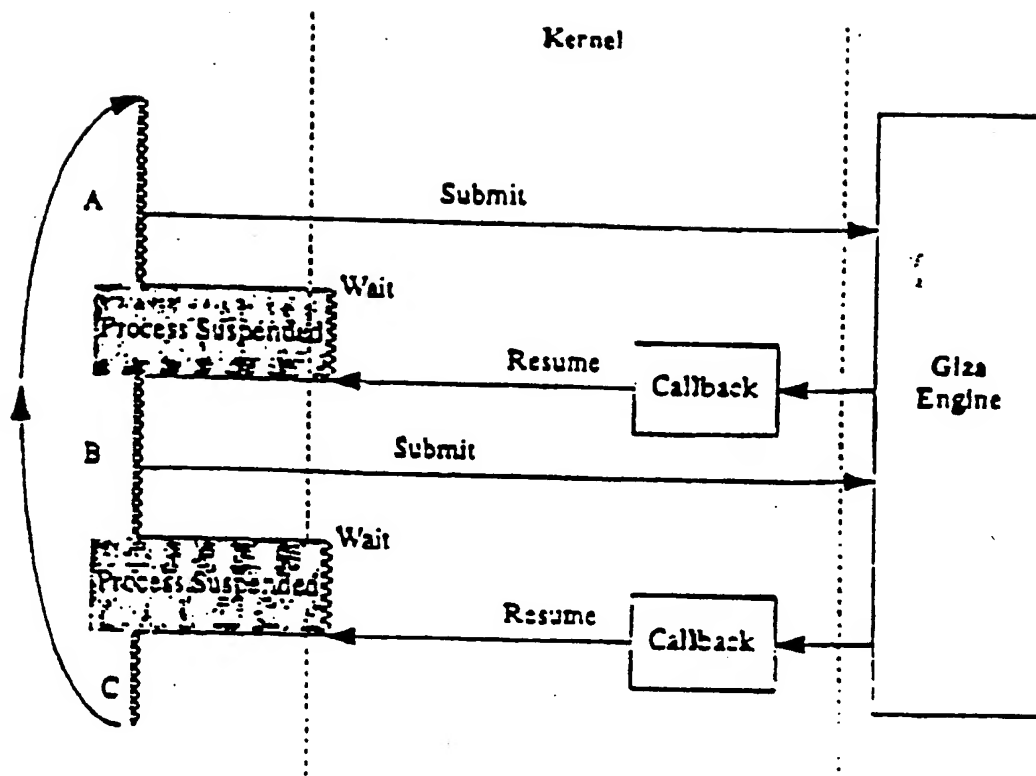 Kernel
A
Submit
Wait
Process Suspended
Resume
Callback
Giza
Engine
B
Submit
Wait
Process Suspended
Resume
Callback
C